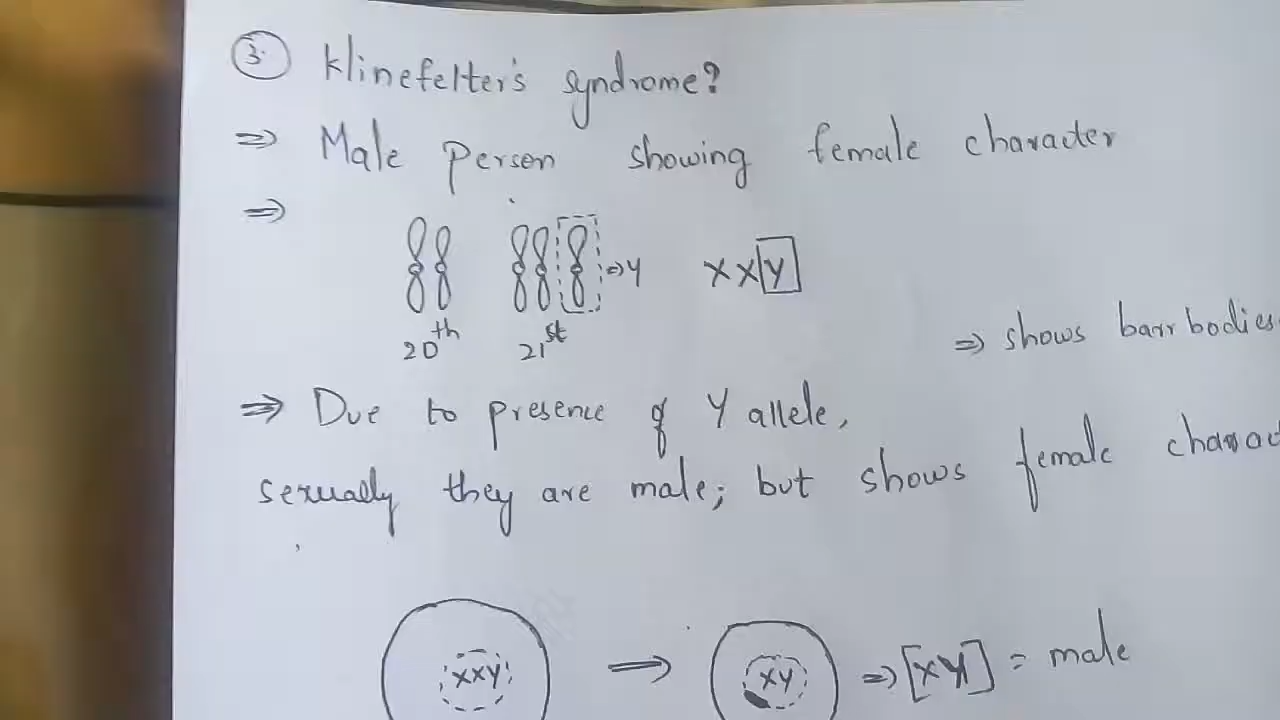 3.
Klinefelter's syndrome?
⇒ Male person showing female character
⇒
⇒ Y XXY
20th 21st
⇒ shows barr bodies
⇒ Due to presence of Y allele,
sexually they are male; but shows female charac
XXY ⇒ XY ⇒ [XY] = male